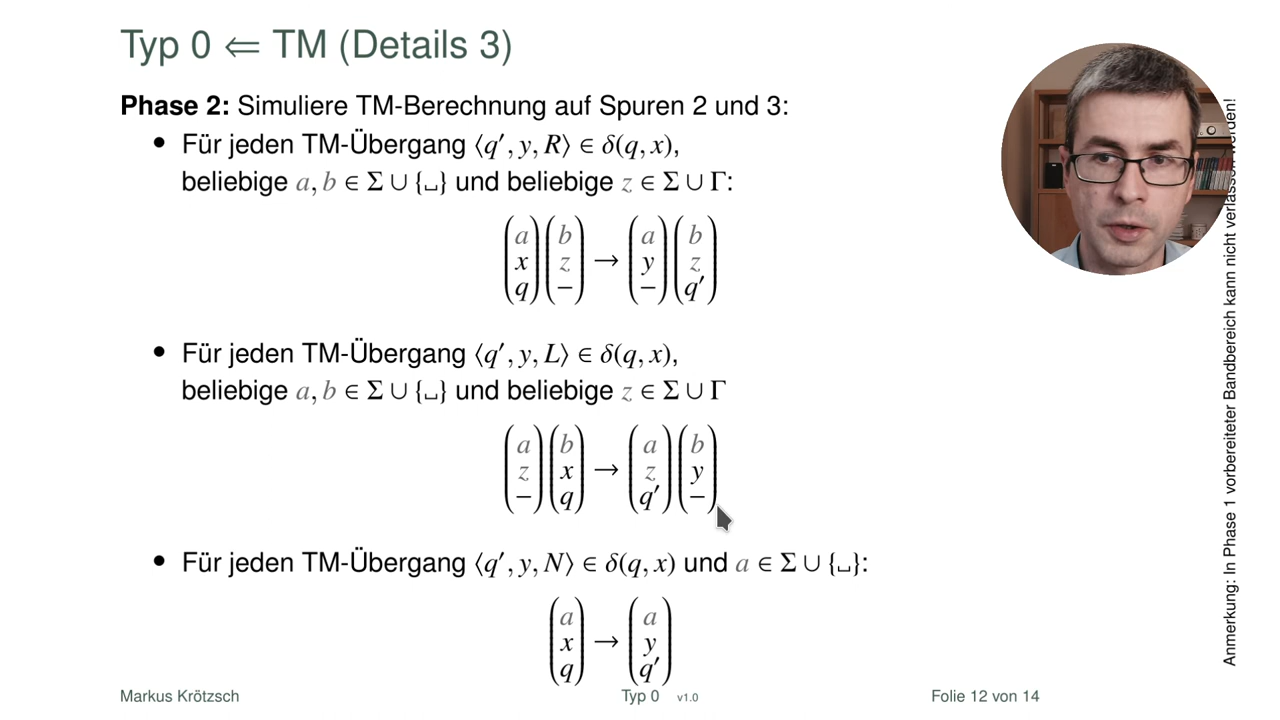 Typ 0 ⇐ TM (Details 3)
Phase 2: Simuliere TM-Berechnung auf Spuren 2 und 3:
• Für jeden TM-Übergang ⟨q′, y, R⟩ ∈ δ(q, x),
beliebige a, b ∈ Σ ∪ {␣} und beliebige z ∈ Σ ∪ Γ:
a b a b
x z → y z
q − − q′
• Für jeden TM-Übergang ⟨q′, y, L⟩ ∈ δ(q, x),
beliebige a, b ∈ Σ ∪ {␣} und beliebige z ∈ Σ ∪ Γ
a b a b
z x → z y
− q q′ −
• Für jeden TM-Übergang ⟨q′, y, N⟩ ∈ δ(q, x) und a ∈ Σ ∪ {␣}:
a a
x → y
q q′
Anmerkung: In Phase 1 vorbereiteter Bandbereich kann nicht verlassen werden!
Markus Krötzsch
Typ 0 v1.0
Folie 12 von 14